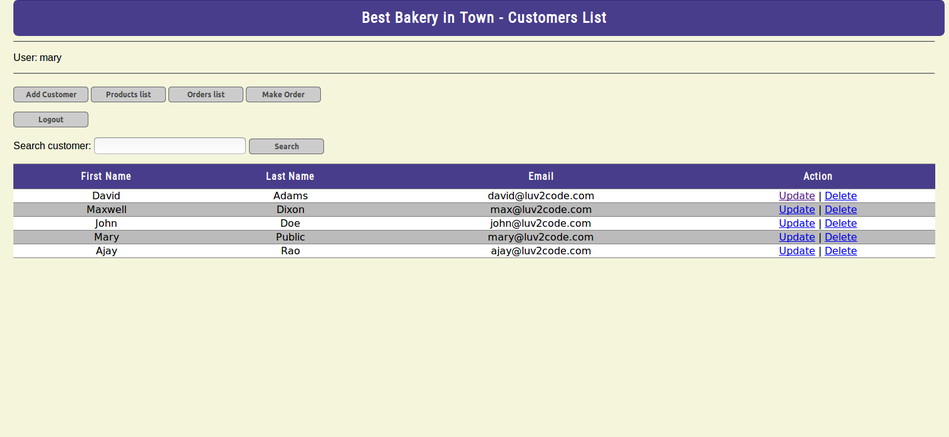 Best Bakery in Town - Customers List
User: mary
Add Customer Products list Orders list Make Order
Logout
Search customer: Search
First Name Last Name Email Action
David Adams david@luv2code.com Update | Delete
Maxwell Dixon max@luv2code.com Update | Delete
John Doe john@luv2code.com Update | Delete
Mary Public mary@luv2code.com Update | Delete
Ajay Rao ajay@luv2code.com Update | Delete